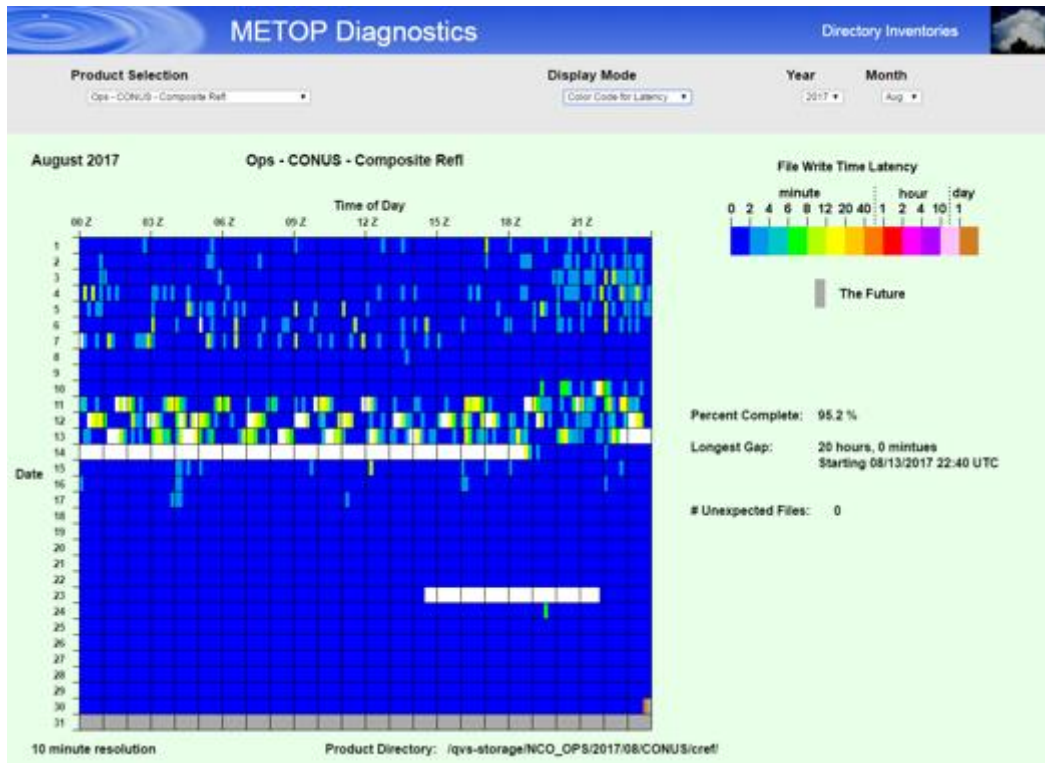 METOP Diagnostics
Directory Inventories
Product Selection
Display Mode
Year
Month
Ops - CONUS - Composite Refl
Color Code for Latency
2017
Aug
August 2017
Ops - CONUS - Composite Refl
File Write Time Latency
minute hour day
0 2 4 6 8 12 20 40 1 2 4 10 1
The Future
Time of Day
00 Z 03 Z 06 Z 09 Z 12 Z 15 Z 18 Z 21 Z
1
2
3
4
5
6
7
8
9
10
11
12
13
14
Date
15
16
17
18
19
20
21
22
23
24
25
26
27
28
29
30
31
Percent Complete: 95.2 %
Longest Gap: 20 hours, 0 mintues
Starting 08/13/2017 22:40 UTC
# Unexpected Files: 0
10 minute resolution
Product Directory: /qvs-storage/NCO_OPS/2017/08/CONUS/cref/